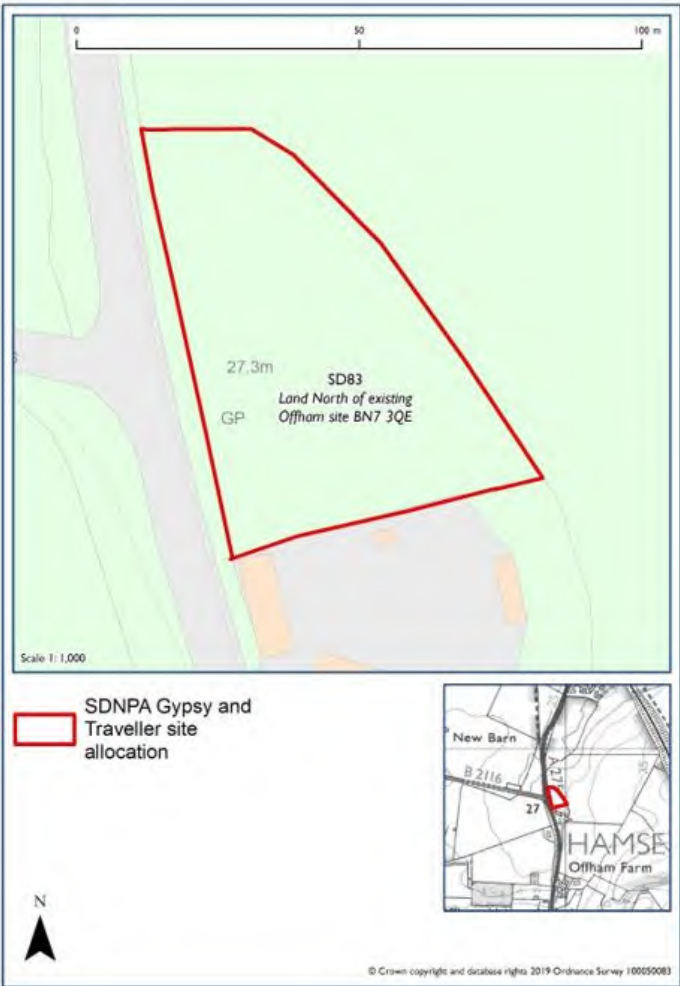 0 50 100 m
27.3m
SD83
Land North of existing
Offham site BN7 3QE
GP
Scale 1: 1,000
SDNPA Gypsy and
Traveller site
allocation
New Barn
B 2116
27
HAMSE
Offham Farm
N
© Crown copyright and database rights 2019 Ordnance Survey 100050083